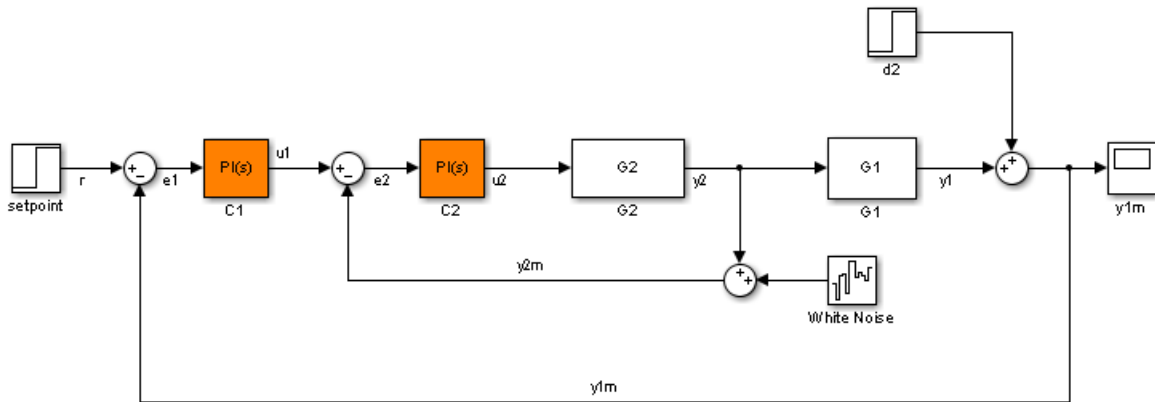 d2
r
e1
PI(s)
C1
u1
e2
PI(s)
C2
u2
G2
G2
y2
G1
G1
y1
y1m
setpoint
y2m
White Noise
y1m